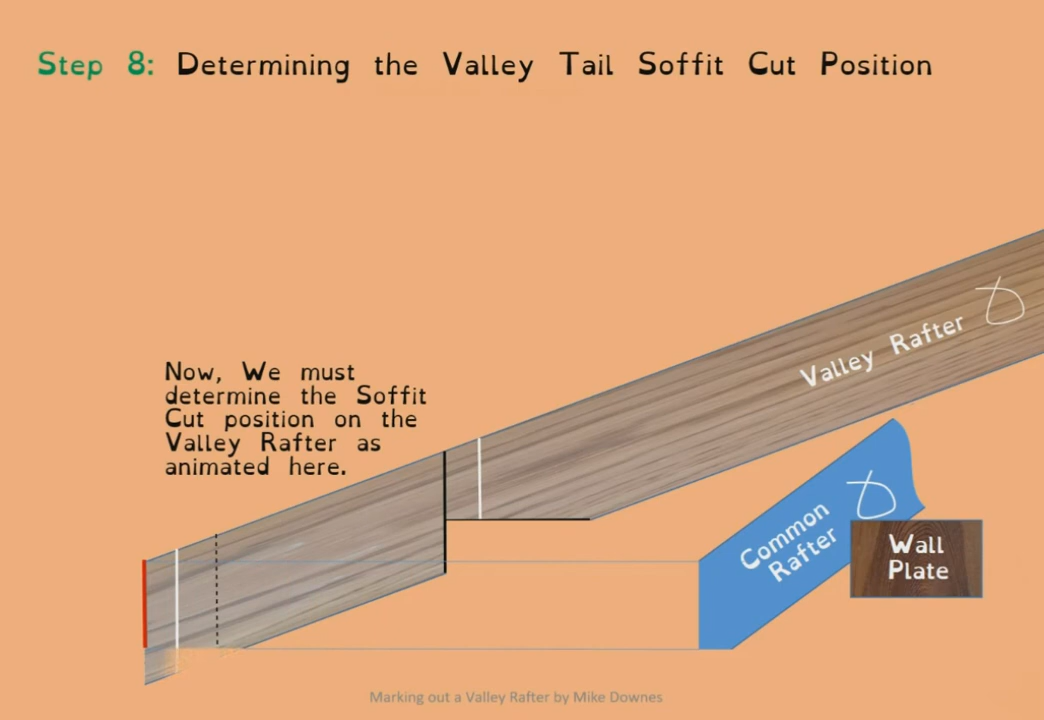 Step 8: Determining the Valley Tail Soffit Cut Position
Now, We must
determine the Soffit
Cut position on the
Valley Rafter as
animated here.
Valley Rafter
Common
Rafter
Wall
Plate
Marking out a Valley Rafter by Mike Downes